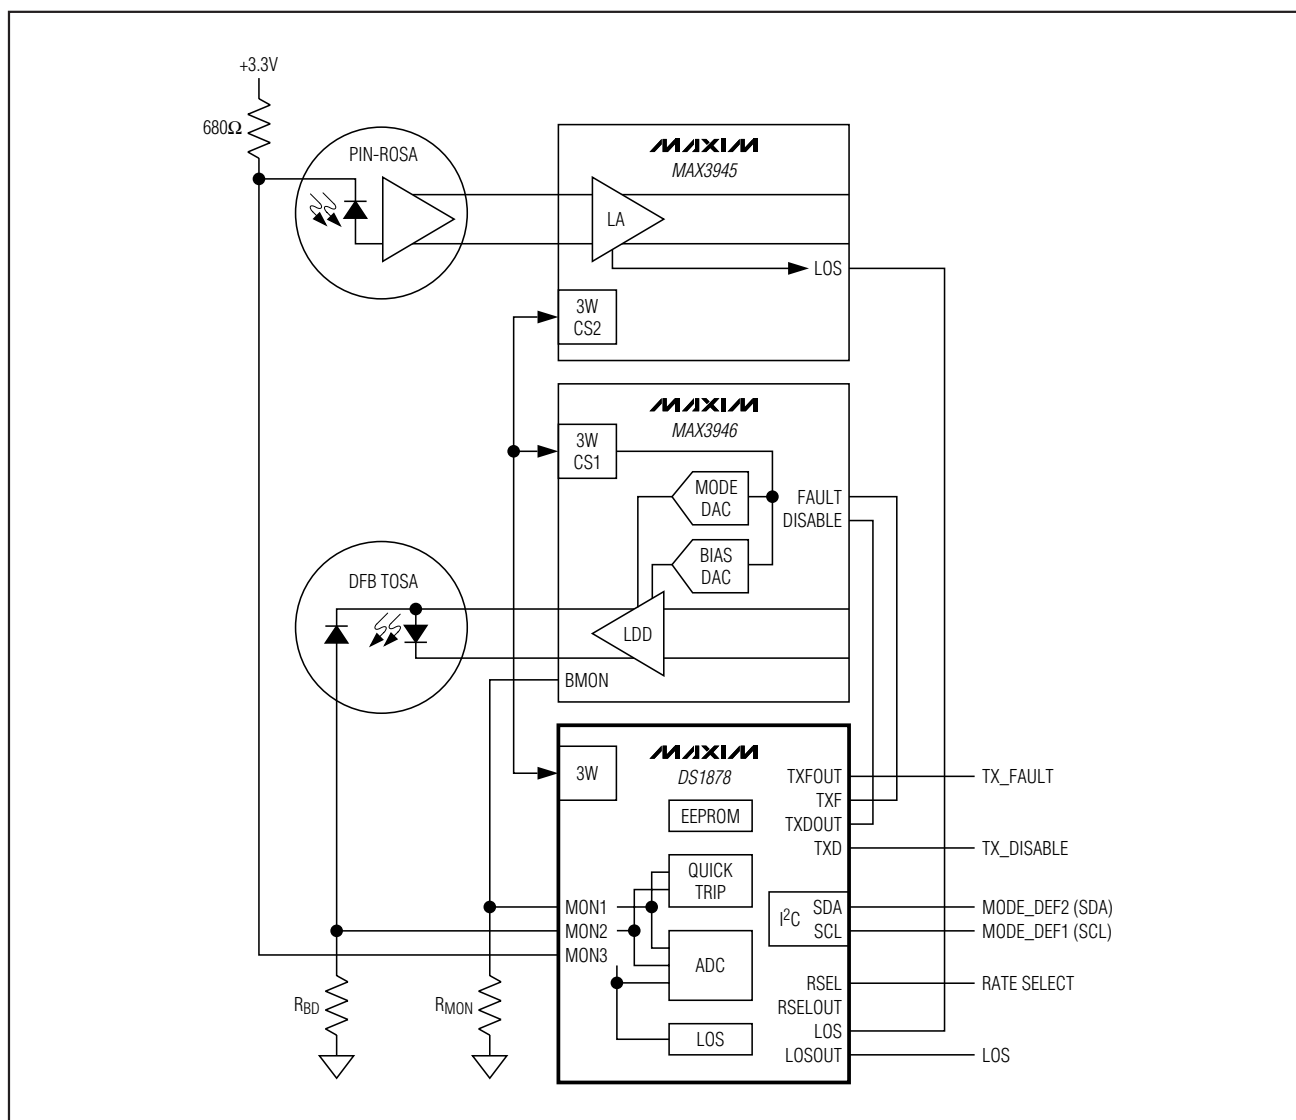 +3.3V
680Ω
PIN-ROSA
MAXIM
MAX3945
LA
LOS
3W
CS2
MAXIM
MAX3946
3W
CS1
MODE
DAC
FAULT
DISABLE
BIAS
DAC
DFB TOSA
LDD
BMON
MAXIM
DS1878
3W
EEPROM
QUICK
TRIP
MON1
MON2
MON3
ADC
LOS
I²C
TXFOUT
TXF
TXDOUT
TXD
SDA
SCL
RSEL
RSELOUT
LOS
LOSOUT
TX_FAULT
TX_DISABLE
MODE_DEF2 (SDA)
MODE_DEF1 (SCL)
RATE SELECT
LOS
RBD
RMON